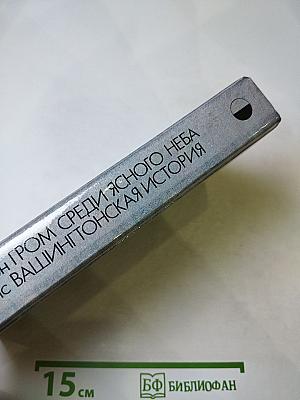 н ГРОМ СРЕДИ ЯСНОГО НЕБА
с ВАШИНГТОНСКАЯ ИСТОРИЯ
15 см
БФ БИБЛИОФАН